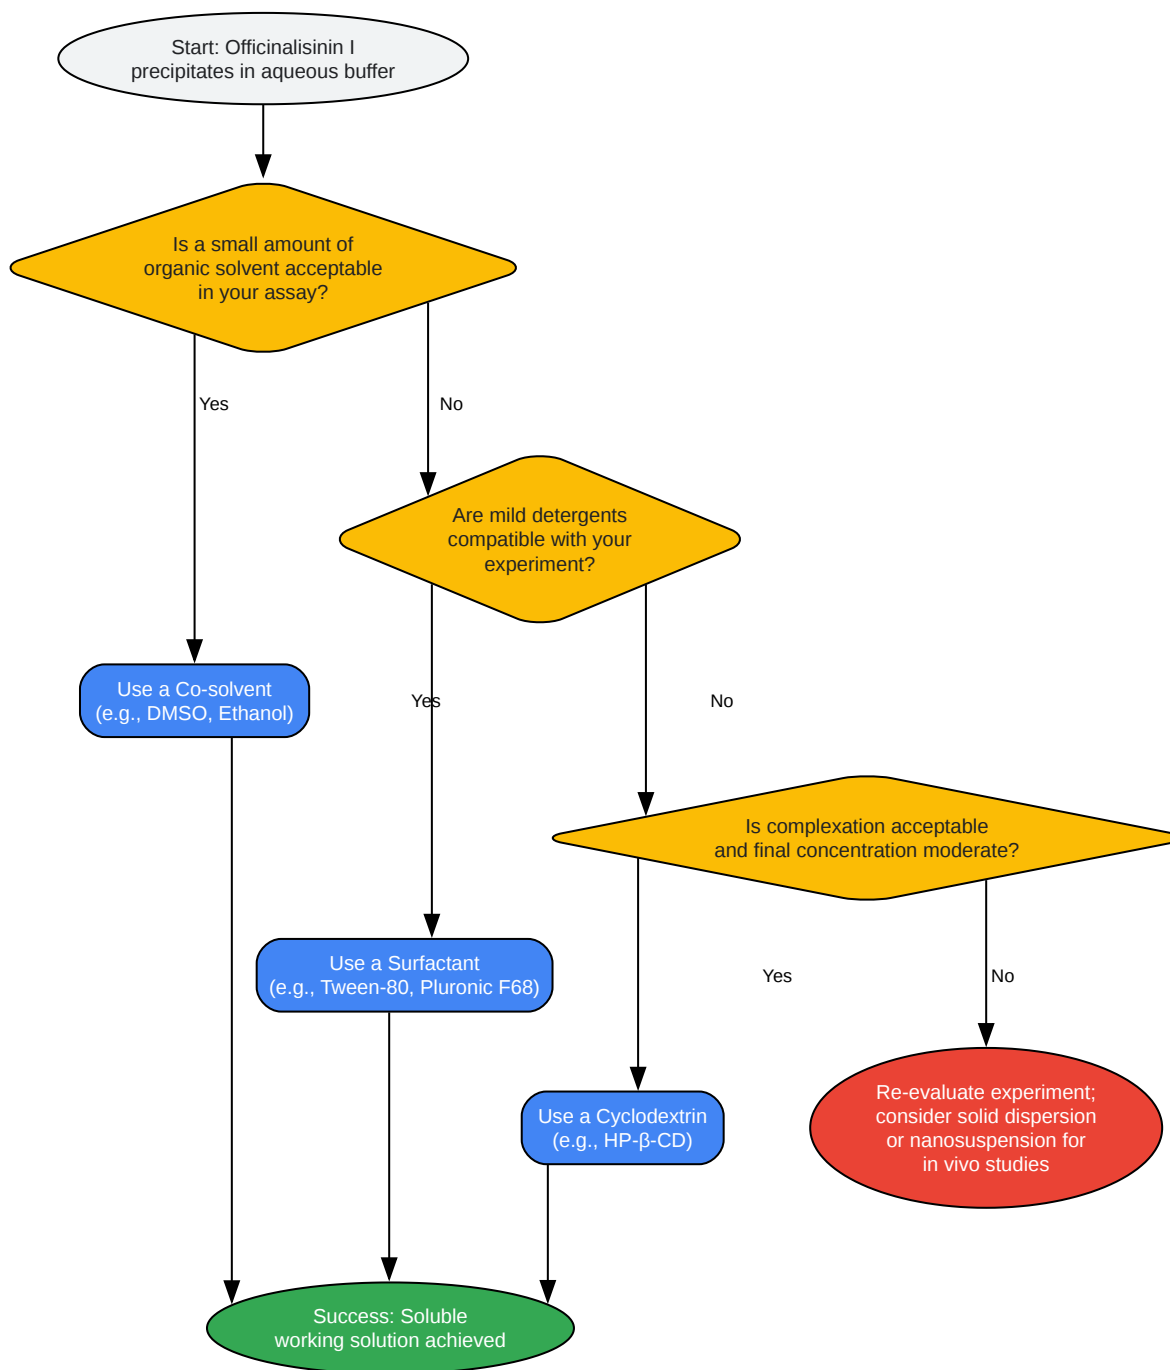 Start: Officinalisinin I
precipitates in aqueous buffer
Is a small amount of
organic solvent acceptable
in your assay?
Yes
No
Are mild detergents
compatible with your
experiment?
Use a Co-solvent
(e.g., DMSO, Ethanol)
Yes
No
Is complexation acceptable
and final concentration moderate?
Use a Surfactant
(e.g., Tween-80, Pluronic F68)
Yes
No
Use a Cyclodextrin
(e.g., HP-β-CD)
Re-evaluate experiment;
consider solid dispersion
or nanosuspension for
in vivo studies
Success: Soluble
working solution achieved